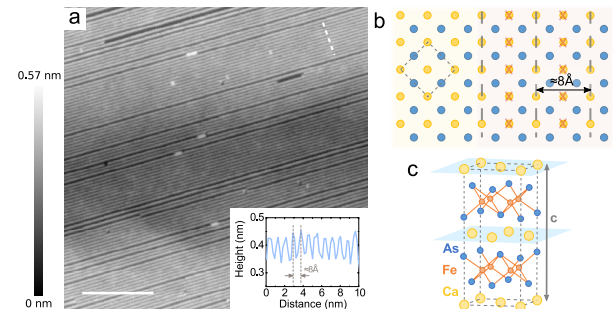 a
0.57 nm
0 nm
0.5
0.4
0.3
Height (nm)
≈8Å
0 2 4 6 8 10
Distance (nm)
b
≈8Å
c
c
As
Fe
Ca